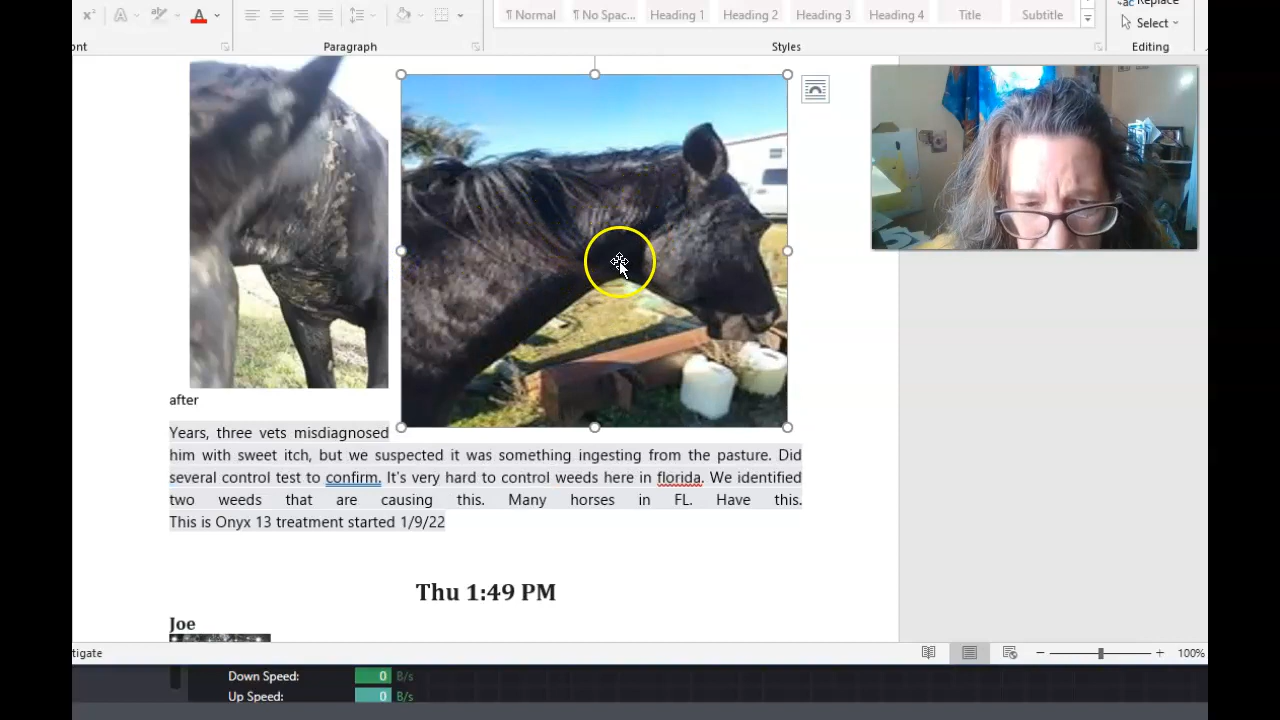 Replace
¶ Normal ¶ No Spac... Heading 1 Heading 2 Heading 3 Heading 4 Title Subtitle
Select
ont Paragraph Styles Editing
after
Years, three vets misdiagnosed
him with sweet itch, but we suspected it was something ingesting from the pasture. Did
several control test to confirm. It's very hard to control weeds here in florida. We identified
two weeds that are causing this. Many horses in FL. Have this.
This is Onyx 13 treatment started 1/9/22
Thu 1:49 PM
Joe
tigate 100%
Down Speed: 0 B/s
Up Speed: 0 B/s